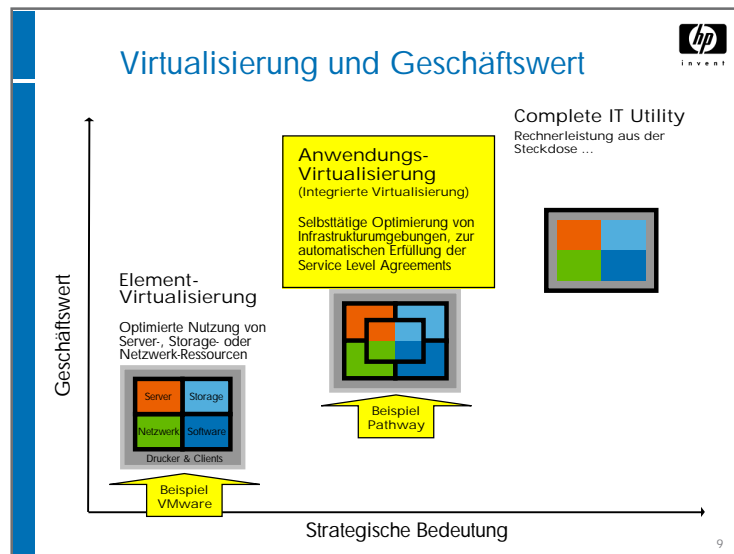 Virtualisierung und Geschäftswert
hp
invent
Complete IT Utility
Rechnerleistung aus der
Steckdose ...
Anwendungs-
Virtualisierung
(Integrierte Virtualisierung)
Selbsttätige Optimierung von
Infrastrukturumgebungen, zur
automatischen Erfüllung der
Service Level Agreements
Element-
Virtualisierung
Optimierte Nutzung von
Server-, Storage- oder
Netzwerk-Ressourcen
Server
Storage
Netzwerk
Software
Drucker & Clients
Beispiel
VMware
Beispiel
Pathway
Geschäftswert
Strategische Bedeutung
9